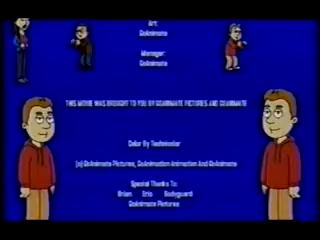 Art:
GoAnimate
Manager:
GoAnimate
THIS MOVIE WAS BROUGHT TO YOU BY GOANIMATE PICTURES AND GOANIMATE
Color By Technicolor
(c) GoAnimate Pictures, GoAnimation Animation And GoAnimate
Special Thanks To:
Brian Eric Bodyguard
GoAnimate Pictures